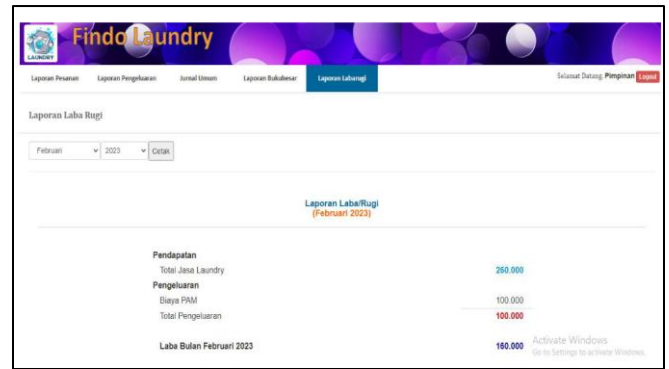 Findo Laundry
LAUNDRY
Laporan Pesanan Laporan Pengeluaran Jurnal Umum Laporan Bukubesar Laporan Labarugi Selamat Datang, Pimpinan Logout
Laporan Laba Rugi
Februari 2023 Cetak
Laporan Laba/Rugi
(Februari 2023)
Pendapatan
Total Jasa Laundry 260.000
Pengeluaran
Biaya PAM 100.000
Total Pengeluaran 100.000
Laba Bulan Februari 2023 160.000
Activate Windows
Go to Settings to activate Windows.